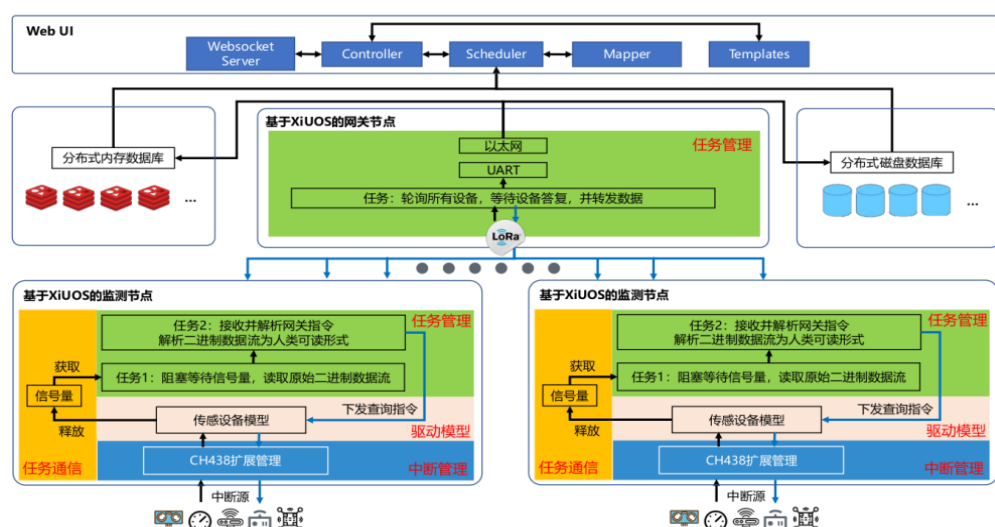 Web UI
Websocket
Server
Controller
Scheduler
Mapper
Templates
分布式内存数据库
...
基于XiUOS的网关节点
任务管理
以太网
UART
任务：轮询所有设备，等待设备答复，并转发数据
LoRa
分布式磁盘数据库
...
基于XiUOS的监测节点
任务管理
任务2：接收并解析网关指令
解析二进制数据流为人类可读形式
获取
任务1：阻塞等待信号量，读取原始二进制数据流
信号量
释放
下发查询指令
传感设备模型
驱动模型
任务通信
CH438扩展管理
中断管理
中断源
基于XiUOS的监测节点
任务管理
任务2：接收并解析网关指令
解析二进制数据流为人类可读形式
获取
任务1：阻塞等待信号量，读取原始二进制数据流
信号量
释放
下发查询指令
传感设备模型
驱动模型
任务通信
CH438扩展管理
中断管理
中断源